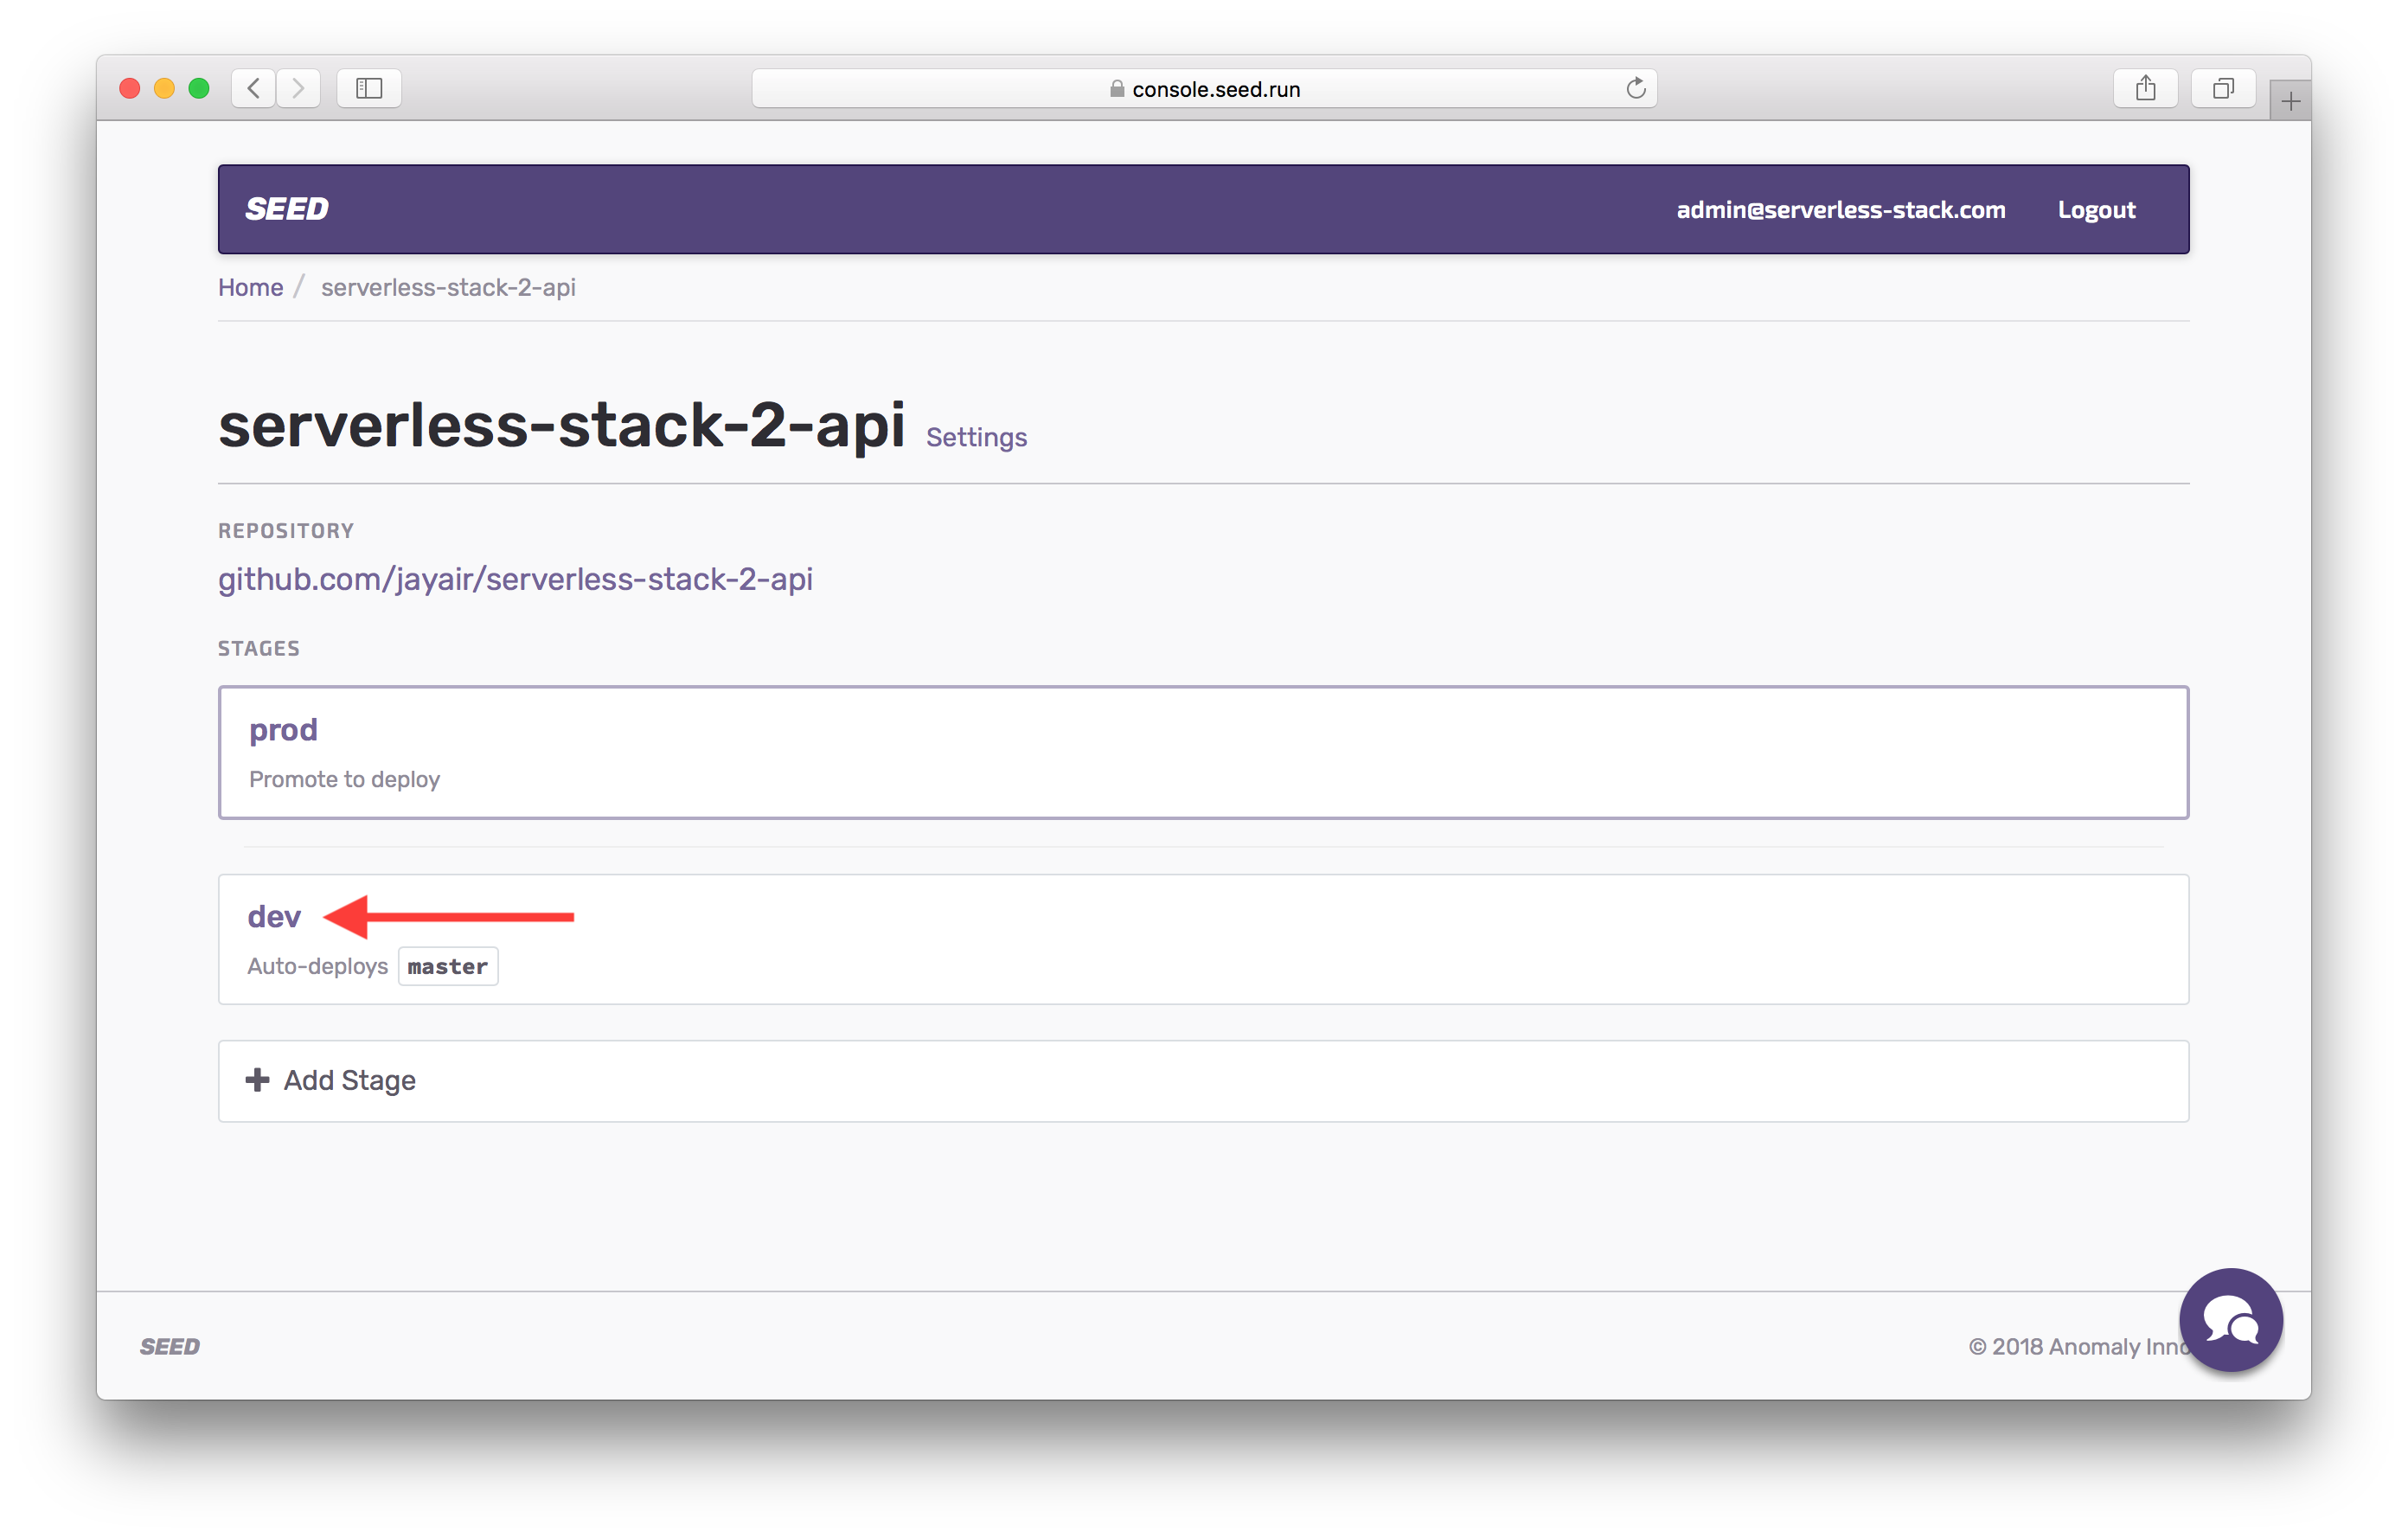 console.seed.run
SEED
admin@serverless-stack.com Logout
Home / serverless-stack-2-api
serverless-stack-2-api Settings
REPOSITORY
github.com/jayair/serverless-stack-2-api
STAGES
prod
Promote to deploy
dev
Auto-deploys master
Add Stage
SEED
© 2018 Anomaly